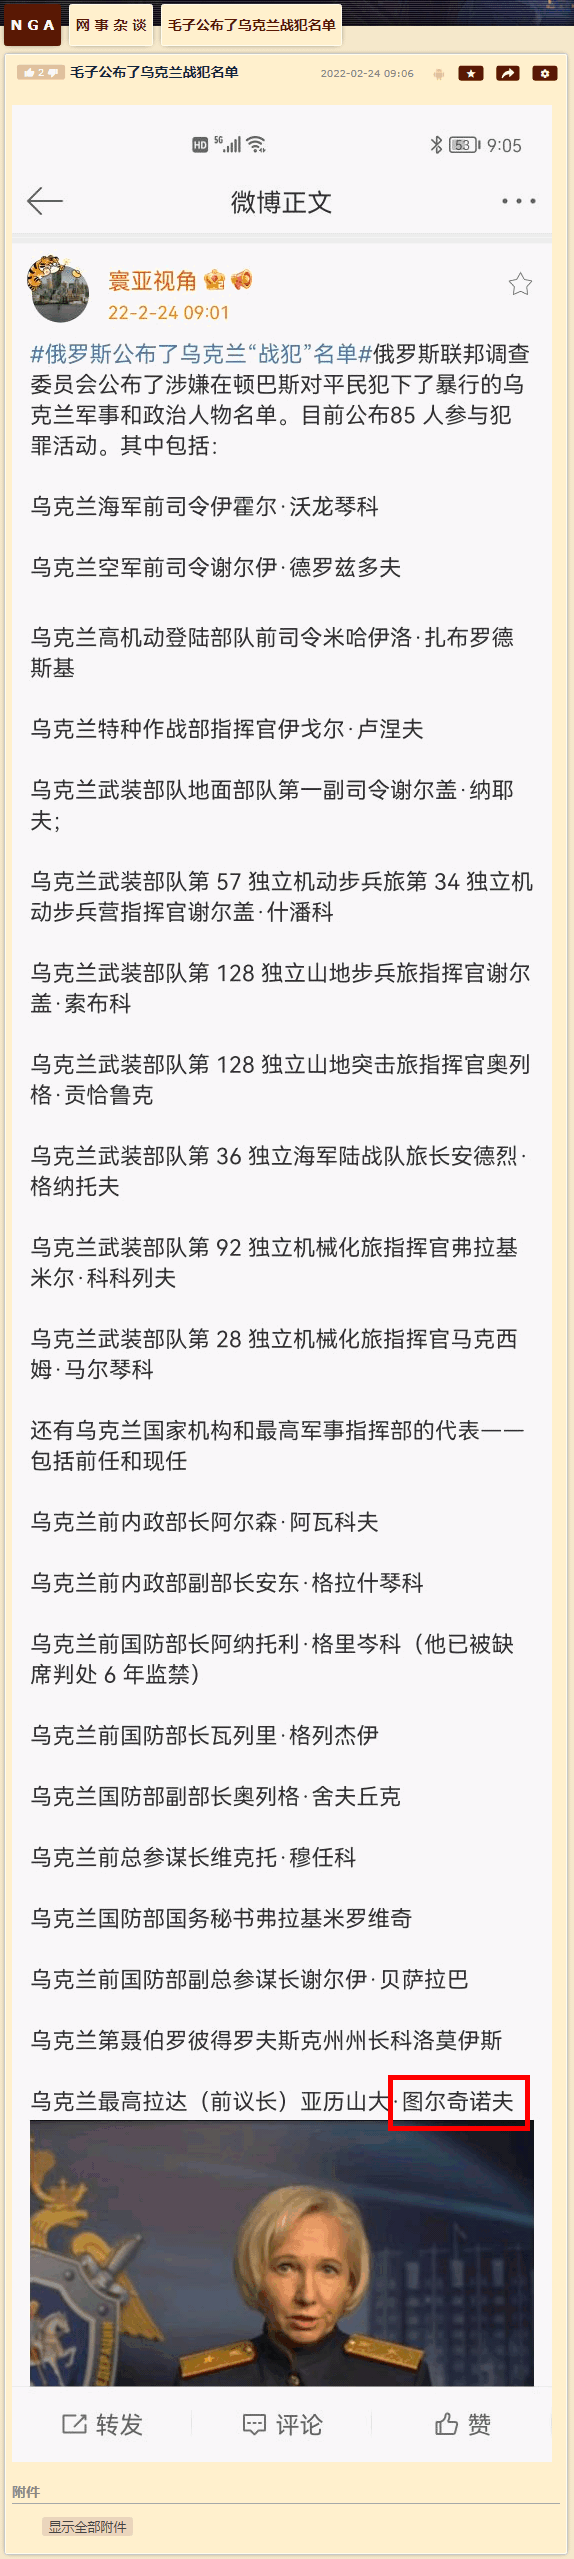 NGA 网事杂谈 毛子公布了乌克兰战犯名单
2 毛子公布了乌克兰战犯名单 2022-02-24 09:06
HD 5G 53 9:05
微博正文
寰亚视角
22-2-24 09:01
#俄罗斯公布了乌克兰“战犯”名单#俄罗斯联邦调查
委员会公布了涉嫌在顿巴斯对平民犯下了暴行的乌
克兰军事和政治人物名单。目前公布85 人参与犯
罪活动。其中包括:
乌克兰海军前司令伊霍尔·沃龙琴科
乌克兰空军前司令谢尔伊·德罗兹多夫
乌克兰高机动登陆部队前司令米哈伊洛·扎布罗德
斯基
乌克兰特种作战部指挥官伊戈尔·卢涅夫
乌克兰武装部队地面部队第一副司令谢尔盖·纳耶
夫;
乌克兰武装部队第 57 独立机动步兵旅第 34 独立机
动步兵营指挥官谢尔盖·什潘科
乌克兰武装部队第 128 独立山地步兵旅指挥官谢尔
盖·索布科
乌克兰武装部队第 128 独立山地突击旅指挥官奥列
格·贡恰鲁克
乌克兰武装部队第 36 独立海军陆战队旅长安德烈·
格纳托夫
乌克兰武装部队第 92 独立机械化旅指挥官弗拉基
米尔·科科列夫
乌克兰武装部队第 28 独立机械化旅指挥官马克西
姆·马尔琴科
还有乌克兰国家机构和最高军事指挥部的代表——
包括前任和现任
乌克兰前内政部长阿尔森·阿瓦科夫
乌克兰前内政部副部长安东·格拉什琴科
乌克兰前国防部长阿纳托利·格里岑科（他已被缺
席判处 6 年监禁）
乌克兰前国防部长瓦列里·格列杰伊
乌克兰国防部副部长奥列格·舍夫丘克
乌克兰前总参谋长维克托·穆任科
乌克兰国防部国务秘书弗拉基米罗维奇
乌克兰前国防部副总参谋长谢尔伊·贝萨拉巴
乌克兰第聂伯罗彼得罗夫斯克州州长科洛莫伊斯
乌克兰最高拉达（前议长）亚历山大·图尔奇诺夫
转发 评论 赞
附件
显示全部附件